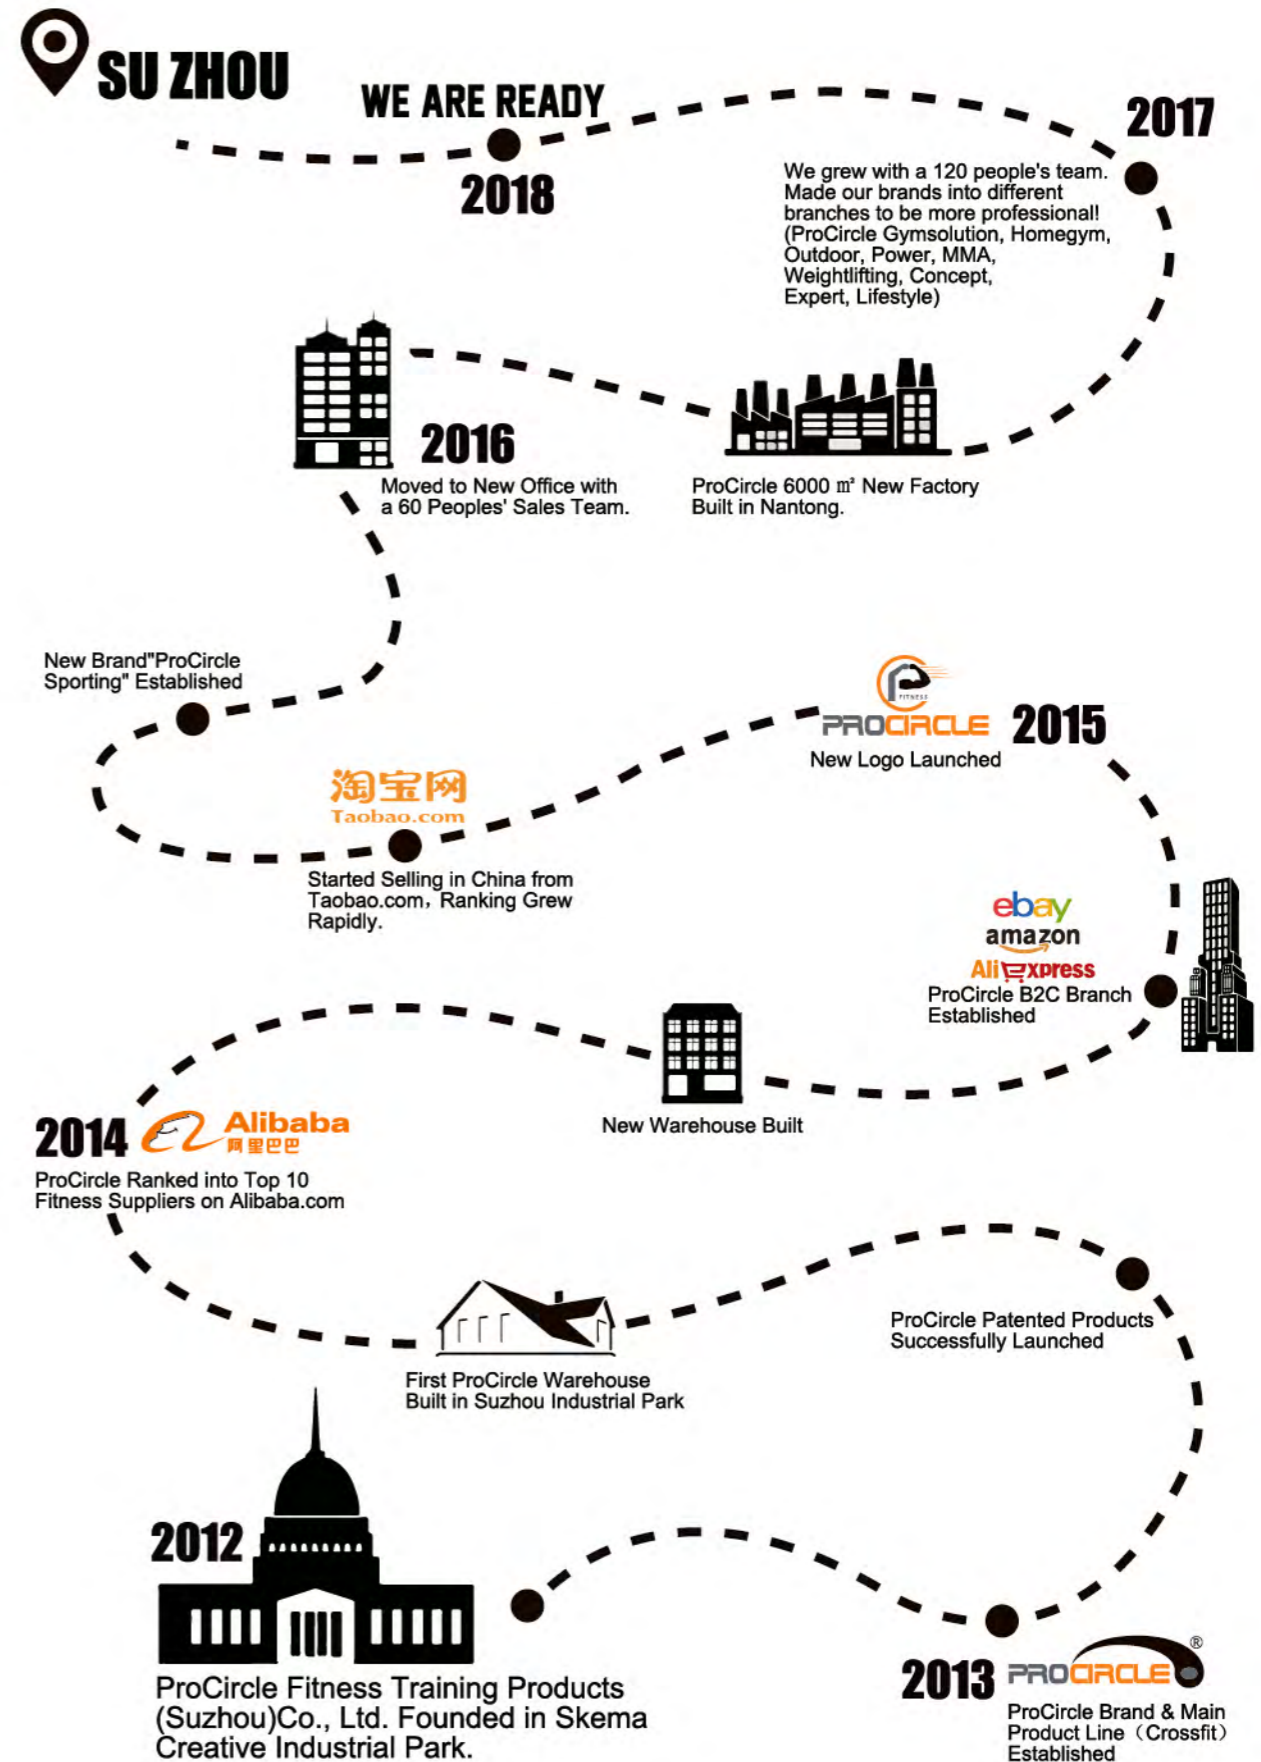 SU ZHOU
WE ARE READY
2018
2017
We grew with a 120 people's team.
Made our brands into different
branches to be more professional!
(ProCircle Gymsolution, Homegym,
Outdoor, Power, MMA,
Weightlifting, Concept,
Expert, Lifestyle)
2016
Moved to New Office with
a 60 Peoples' Sales Team.
ProCircle 6000 ㎡ New Factory
Built in Nantong.
New Brand"ProCircle
Sporting" Established
FITNESS
PROCIRCLE
2015
New Logo Launched
淘宝网
Taobao.com
Started Selling in China from
Taobao.com, Ranking Grew
Rapidly.
ebay
amazon
AliExpress
ProCircle B2C Branch
Established
New Warehouse Built
2014
Alibaba
阿里巴巴
ProCircle Ranked into Top 10
Fitness Suppliers on Alibaba.com
ProCircle Patented Products
Successfully Launched
First ProCircle Warehouse
Built in Suzhou Industrial Park
2012
ProCircle Fitness Training Products
(Suzhou)Co., Ltd. Founded in Skema
Creative Industrial Park.
2013
PROCIRCLE®
ProCircle Brand & Main
Product Line（Crossfit）
Established